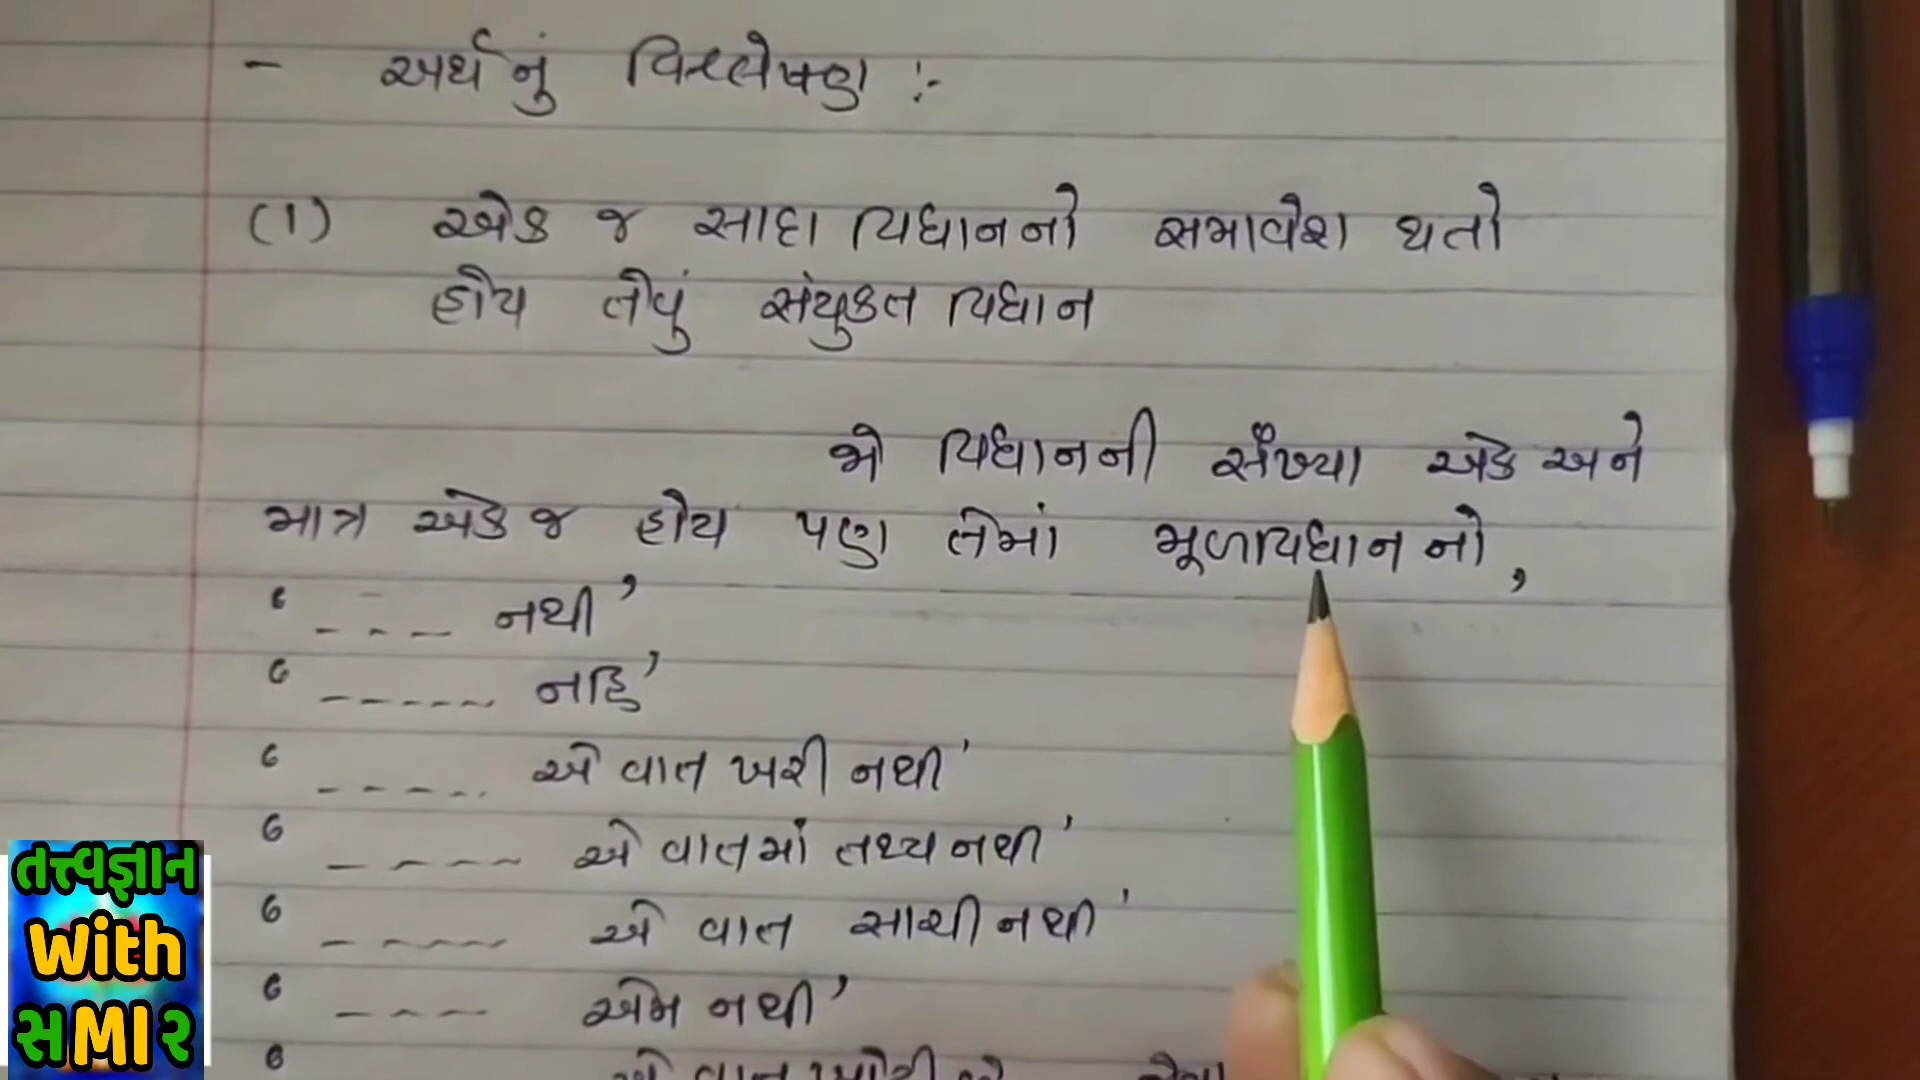 - અર્થનું વિશ્લેષણ :-
(1) એક જ સાદા વિધાનનો સમાવેશ થતો
હોય તેવું સંયુક્ત વિધાન
જો વિધાનની સંખ્યા એક અને
માત્ર એક જ હોય પણ તેમાં મૂળવિધાનનો,
‘ - - - - નથી’
‘ - - - - - નહિ’
‘ - - - - - એ વાત ખરી નથી’
‘ - - - - - એ વાતમાં તથ્ય નથી’
‘ - - - - - એ વાત સાચી નથી’
‘ - - - - એમ નથી’
એ વાત ખોટી છે
તત્ત્વજ્ઞાન
With
સMIર